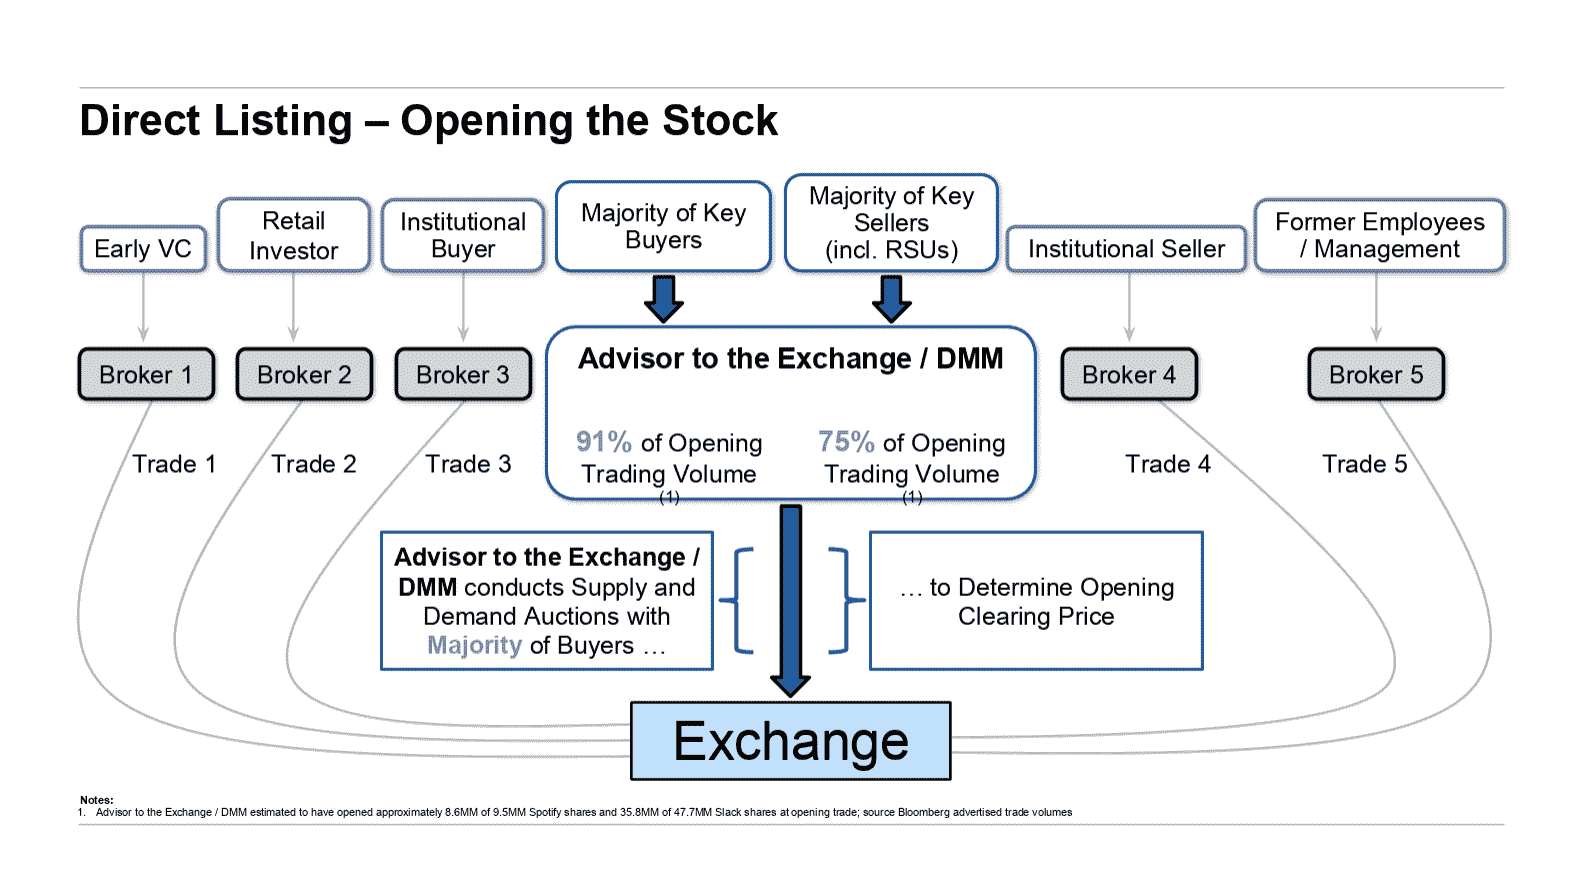 Direct Listing – Opening the Stock
Early VC
Retail
Investor
Institutional
Buyer
Majority of Key
Buyers
Majority of Key
Sellers
(incl. RSUs)
Institutional Seller
Former Employees
/ Management
Broker 1
Broker 2
Broker 3
Advisor to the Exchange / DMM
91% of Opening
Trading Volume
(1)
75% of Opening
Trading Volume
(1)
Broker 4
Broker 5
Trade 1
Trade 2
Trade 3
Trade 4
Trade 5
Advisor to the Exchange /
DMM conducts Supply and
Demand Auctions with
Majority of Buyers …
… to Determine Opening
Clearing Price
Exchange
Notes:
1. Advisor to the Exchange / DMM estimated to have opened approximately 8.6MM of 9.5MM Spotify shares and 35.8MM of 47.7MM Slack shares at opening trade; source Bloomberg advertised trade volumes